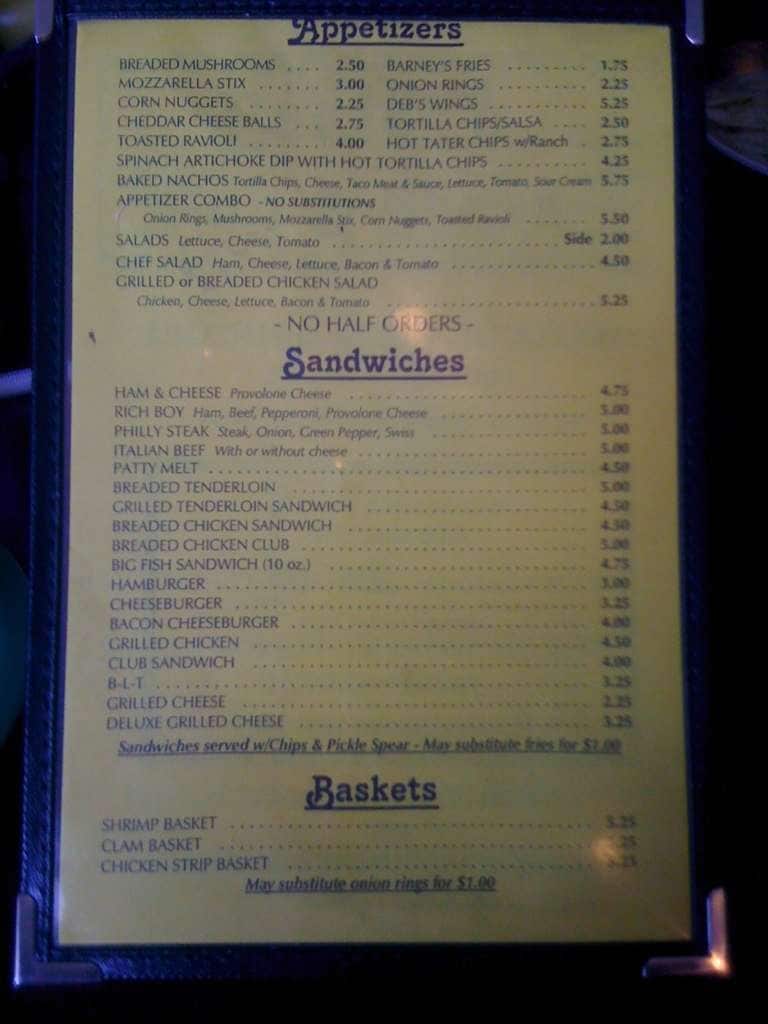 Appetizers
BREADED MUSHROOMS .... 2.50 BARNEY'S FRIES .......... 1.75
MOZZARELLA STIX ....... 3.00 ONION RINGS .......... 2.25
CORN NUGGETS ........ 2.25 DEB'S WINGS ............ 5.25
CHEDDAR CHEESE BALLS ... 2.75 TORTILLA CHIPS/SALSA .... 2.50
TOASTED RAVIOLI ........ 4.00 HOT TATER CHIPS w/Ranch . 2.75
SPINACH ARTICHOKE DIP WITH HOT TORTILLA CHIPS .......... 4.25
BAKED NACHOS Tortilla Chips, Cheese, Taco Meat & Sauce, Lettuce, Tomato, Sour Cream 5.75
APPETIZER COMBO - NO SUBSTITUTIONS
Onion Rings, Mushrooms, Mozzarella Stix, Corn Nuggets, Toasted Ravioli ....... 5.50
SALADS Lettuce, Cheese, Tomato ............................ Side 2.00
CHEF SALAD Ham, Cheese, Lettuce, Bacon & Tomato ................ 4.50
GRILLED or BREADED CHICKEN SALAD
Chicken, Cheese, Lettuce, Bacon & Tomato ........................ 5.25
- NO HALF ORDERS -
Sandwiches
HAM & CHEESE Provolone Cheese ............................ 4.75
RICH BOY Ham, Beef, Pepperoni, Provolone Cheese ................. 5.00
PHILLY STEAK Steak, Onion, Green Pepper, Swiss .................. 5.00
ITALIAN BEEF With or without cheese .......................... 5.00
PATTY MELT ............................................ 4.50
BREADED TENDERLOIN .................................. 5.00
GRILLED TENDERLOIN SANDWICH .......................... 4.50
BREADED CHICKEN SANDWICH ............................ 4.50
BREADED CHICKEN CLUB ................................. 5.00
BIG FISH SANDWICH (10 oz.) .............................. 4.75
HAMBURGER ........................................... 3.00
CHEESEBURGER ......................................... 3.25
BACON CHEESEBURGER ................................... 4.00
GRILLED CHICKEN ........................................ 4.50
CLUB SANDWICH ........................................ 4.00
B-L-T .................................................. 3.25
GRILLED CHEESE ......................................... 2.25
DELUXE GRILLED CHEESE .................................. 3.25
Sandwiches served w/Chips & Pickle Spear - May substitute fries for $1.00
Baskets
SHRIMP BASKET .......................................... 5.25
CLAM BASKET ...........................................
CHICKEN STRIP BASKET ................................... 5.25
May substitute onion rings for $1.00